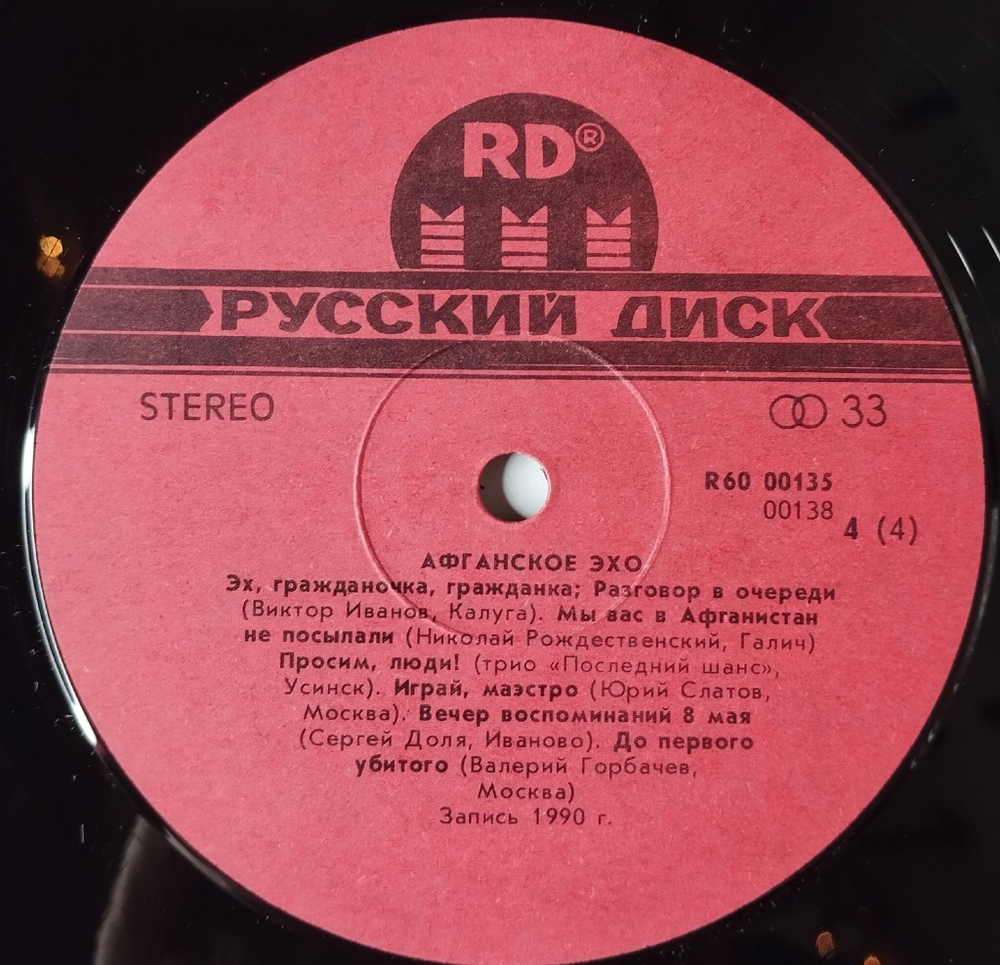 RD®
РУССКИЙ ДИСК
STEREO
33
R60 00135
00138
4 (4)
АФГАНСКОЕ ЭХО
Эх, гражданочка, гражданка; Разговор в очереди
(Виктор Иванов, Калуга). Мы вас в Афганистан
не посылали (Николай Рождественский, Галич)
Просим, люди! (трио «Последний шанс»,
Усинск). Играй, маэстро (Юрий Слатов,
Москва). Вечер воспоминаний 8 мая
(Сергей Доля, Иваново). До первого
убитого (Валерий Горбачев,
Москва)
Запись 1990 г.